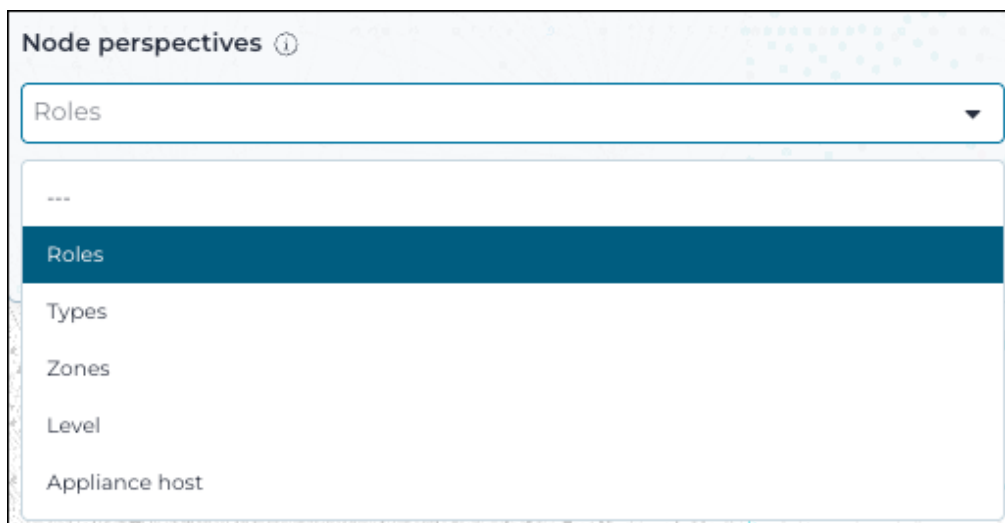 Node perspectives ⓘ
Roles
---
Roles
Types
Zones
Level
Appliance host